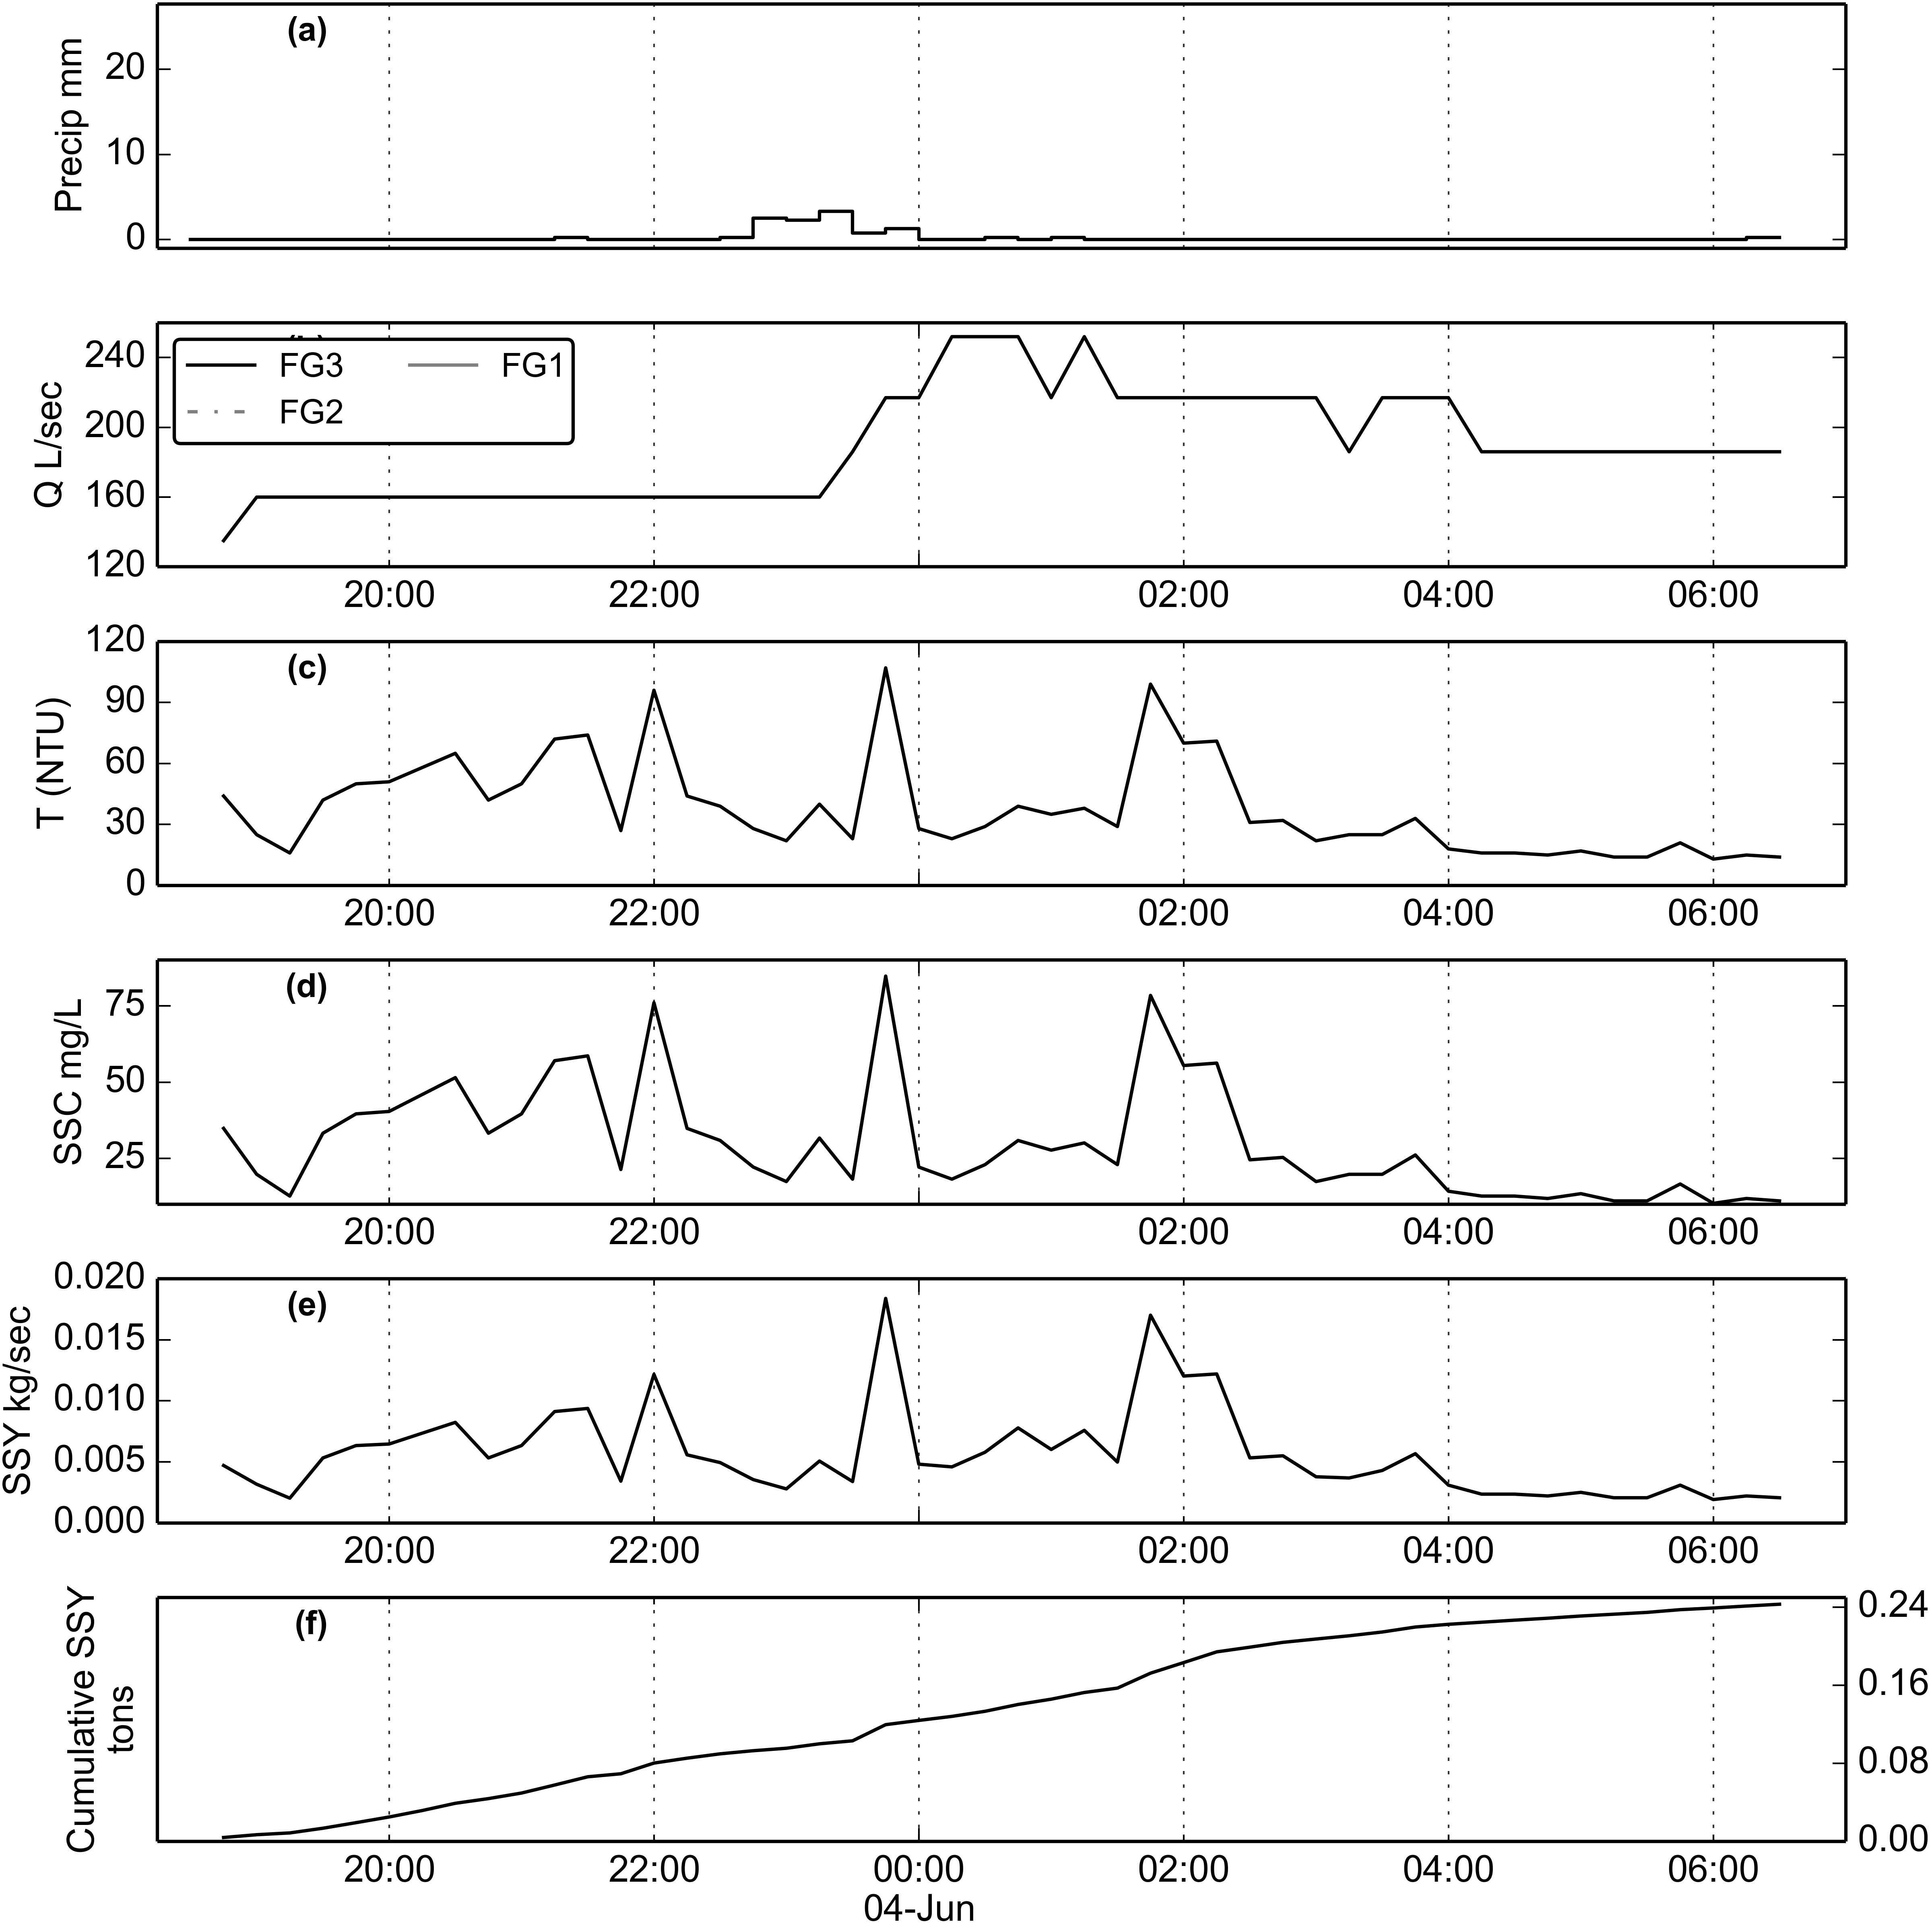 (a)
Precip mm
20
10
0
FG3 FG1
FG2
Q L/sec
240
200
160
120
20:00 22:00 02:00 04:00 06:00
(c)
T (NTU)
120
90
60
30
0
20:00 22:00 02:00 04:00 06:00
(d)
SSC mg/L
75
50
25
20:00 22:00 02:00 04:00 06:00
(e)
SSY kg/sec
0.020
0.015
0.010
0.005
0.000
20:00 22:00 02:00 04:00 06:00
(f)
Cumulative SSY
tons
0.24
0.16
0.08
0.00
20:00 22:00 00:00 02:00 04:00 06:00
04-Jun